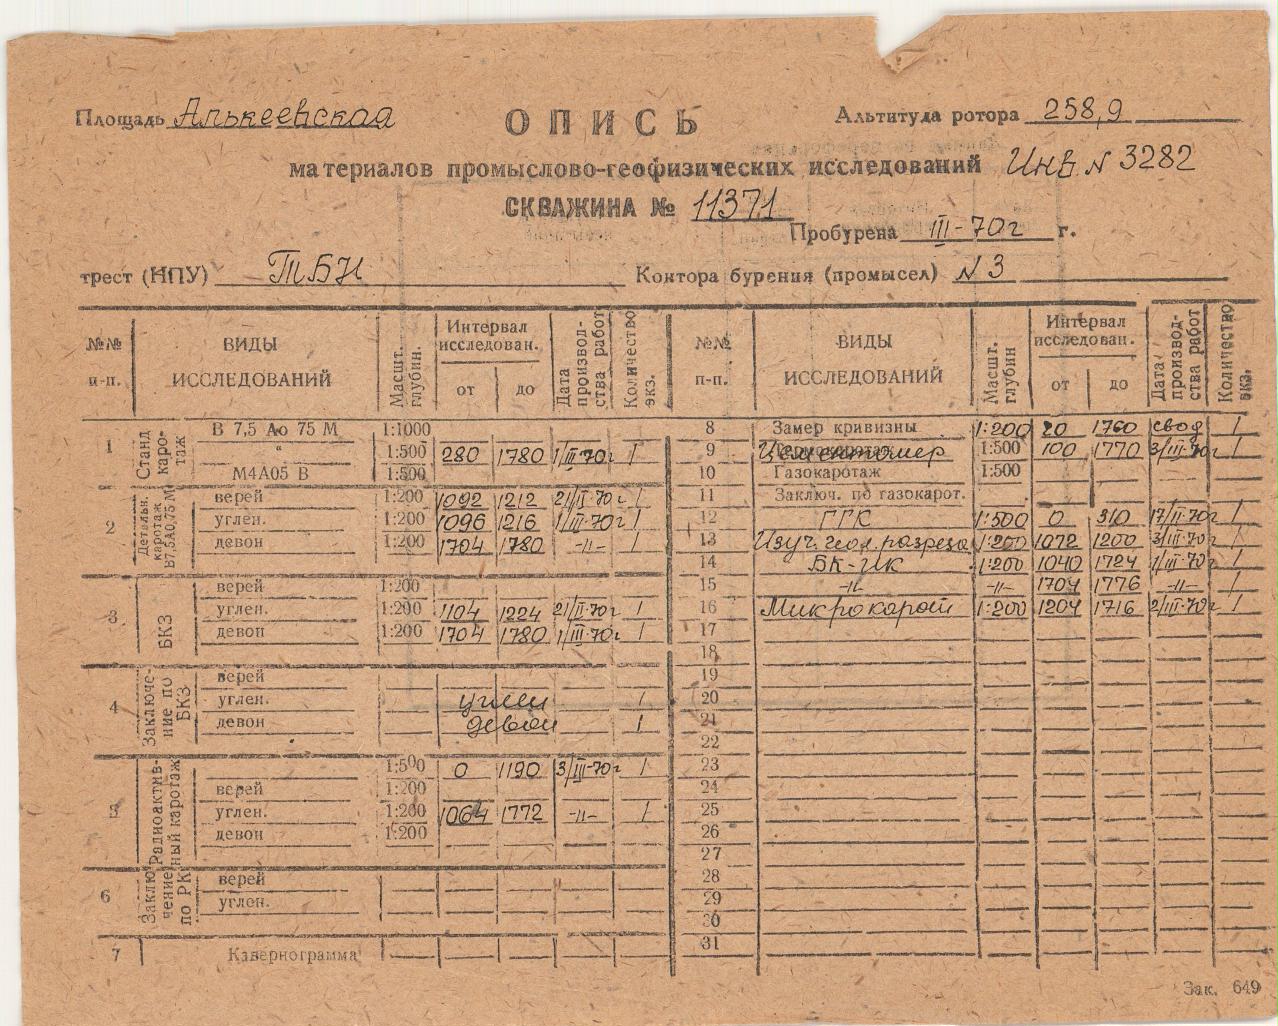 Площадь Алькеевская
ОПИСЬ
Альтитуда ротора 258,9
материалов промыслово-геофизических исследований Инв N 3282
СКВАЖИНА № 11371
Пробурена III-70г г.
трест (НПУ) ТБН Контора бурения (промысел) N 3
№№ п-п. ВИДЫ ИССЛЕДОВАНИЙ Масшт. глубин. Интервал исследован. от до Дата производства работ Количество экз.
№№ п-п. ВИДЫ ИССЛЕДОВАНИЙ Масшт. глубин Интервал исследован. от до Дата производства работ Количество экз.
1 Станд каротаж В 7,5 Ао 75 М 1:1000
" 1:500 280 1780 1/III-70г 1
М4А05 В 1:500
2 Детальн. каротаж В7,5А0,75 М верей 1:200 1092 1212 21/II-70г 1
углен. 1:200 1096 1216 1/III-70г 1
девон 1:200 1704 1780 -//- 1
3 БКЗ верей 1:200
углен. 1:200 1104 1224 21/II-70г 1
девон 1:200 1704 1780 1/III-70г 1
4 Заключение по БКЗ верей
углен. углен 1
девон девон 1
5 Радиоактивный каротаж 1:500 0 1190 3/III-70г 1
верей 1:200
углен. 1:200 1064 1772 -//- 1
девон 1:200
6 Заключение по РК верей
углен.
7 Кавернограмма
8 Замер кривизны 1:200 20 1760 свод 1
9 Цементомер 1:500 100 1770 3/III-70г 1
10 Газокаротаж 1:500
11 Заключ. по газокарот.
12 ГГК 1:500 0 310 17/II-70г 1
13 Изуч. геол. разреза 1:200 1072 1200 3/III-70г 1
14 БК-ИК 1:200 1040 1724 1/III-70г 1
15 -//- -//- 1704 1776 -//- 1
16 Микрокарот 1:200 1204 1716 2/III-70г 1
17
18
19
20
21
22
23
24
25
26
27
28
29
30
31
Зак. 649